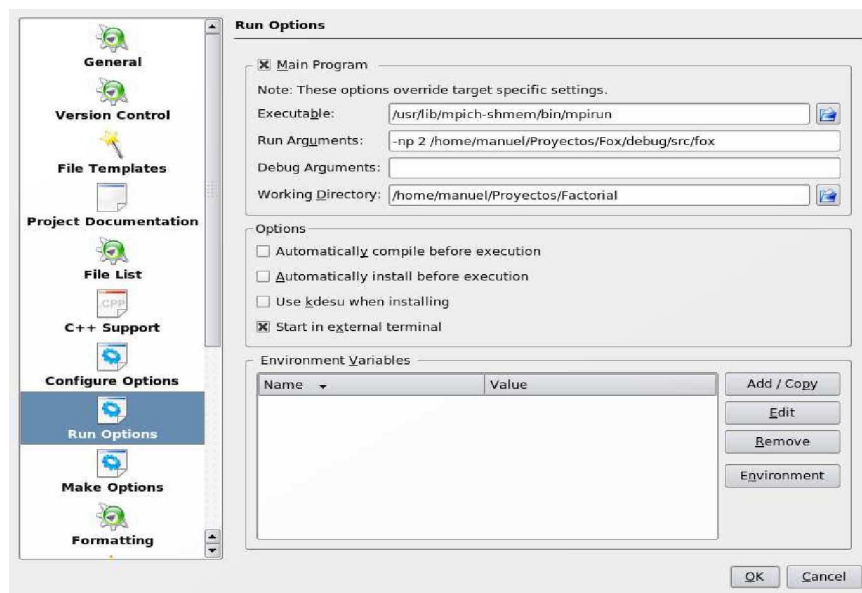 General
Version Control
File Templates
Project Documentation
File List
.CPP
C++ Support
Configure Options
Run Options
Make Options
Formatting
Run Options
Main Program
Note: These options override target specific settings.
Executable: /usr/lib/mpich-shmem/bin/mpirun
Run Arguments: -np 2 /home/manuel/Proyectos/Fox/debug/src/fox
Debug Arguments:
Working Directory: /home/manuel/Proyectos/Factorial
Options
Automatically compile before execution
Automatically install before execution
Use kdesu when installing
Start in external terminal
Environment Variables
Name Value
Add / Copy
Edit
Remove
Environment
OK Cancel